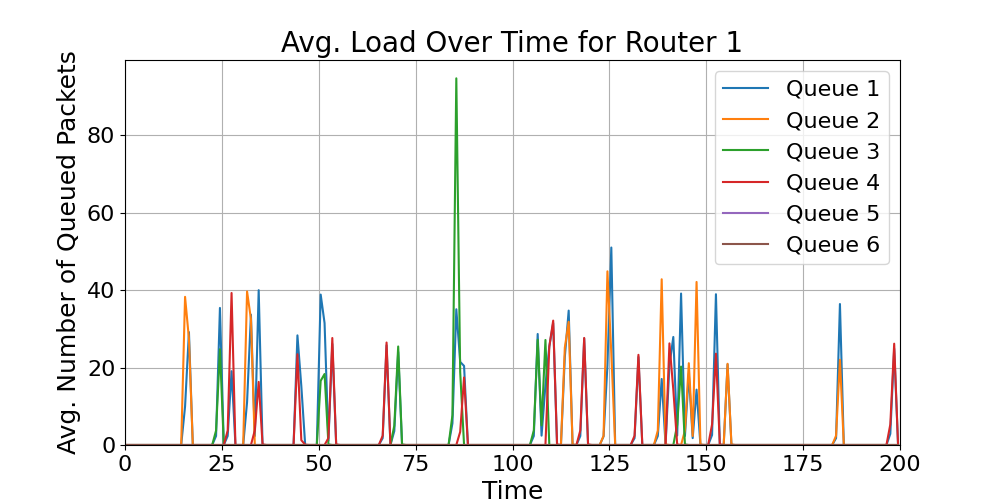 Avg. Load Over Time for Router 1
Avg. Number of Queued Packets
80
60
40
20
0
Queue 1
Queue 2
Queue 3
Queue 4
Queue 5
Queue 6
0 25 50 75 100 125 150 175 200
Time